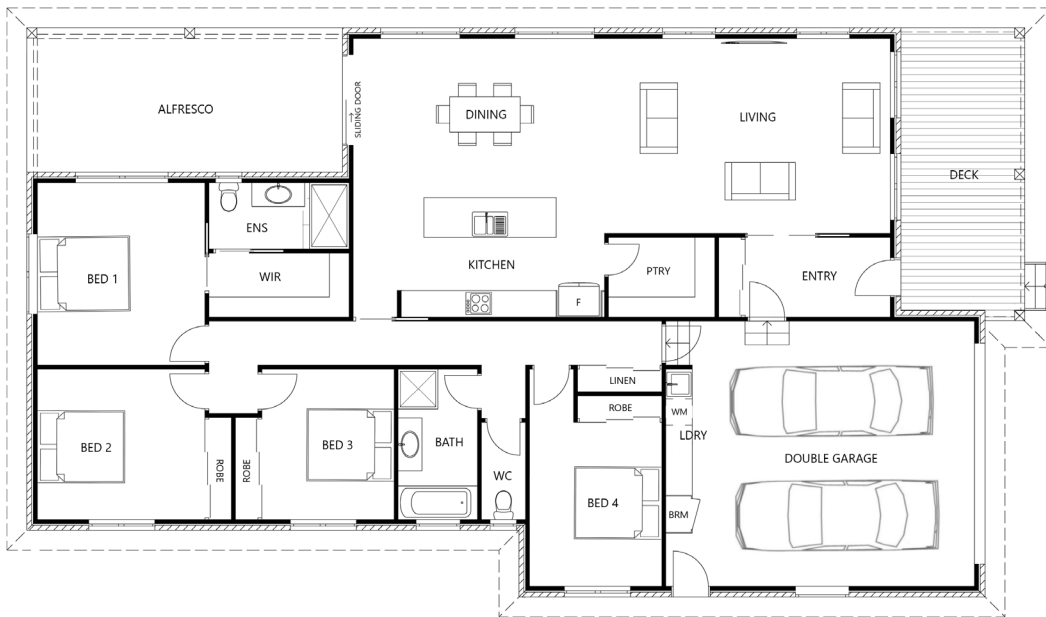 ALFRESCO
SLIDING DOOR
DINING
LIVING
DECK
ENS
BED 1
WIR
KITCHEN
F
PTRY
ENTRY
LINEN
ROBE
WM
LDRY
BED 2
ROBE
ROBE
BED 3
BATH
WC
BED 4
BRM
DOUBLE GARAGE